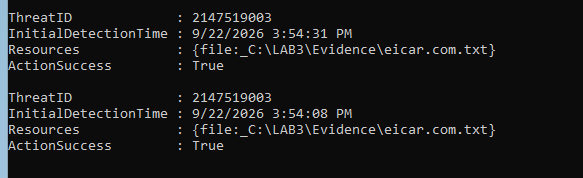 ThreatID             : 2147519003
InitialDetectionTime : 9/22/2026 3:54:31 PM
Resources            : {file:_C:\LAB3\Evidence\eicar.com.txt}
ActionSuccess        : True

ThreatID             : 2147519003
InitialDetectionTime : 9/22/2026 3:54:08 PM
Resources            : {file:_C:\LAB3\Evidence\eicar.com.txt}
ActionSuccess        : True